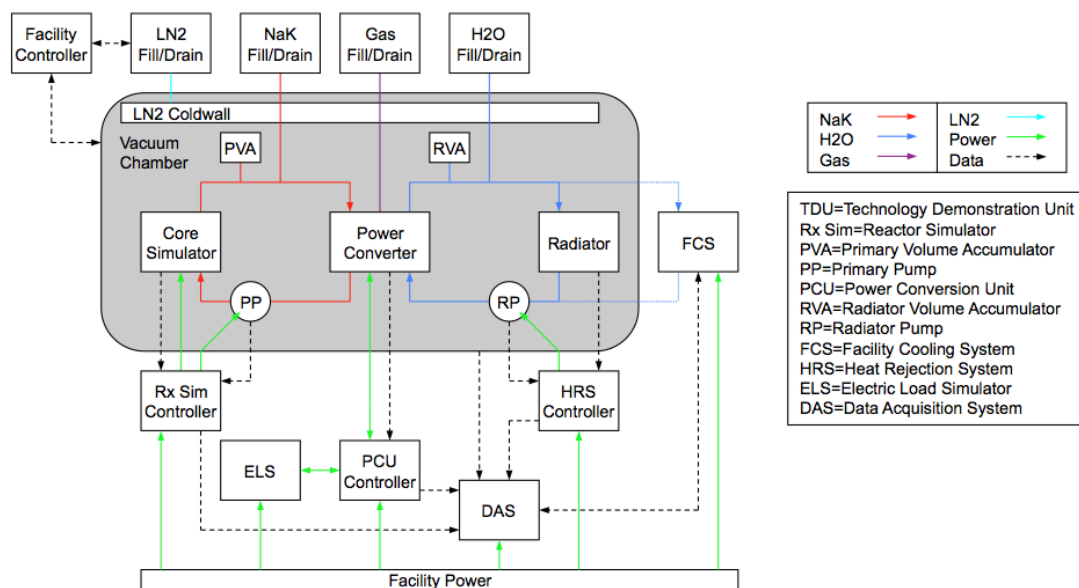 Facility
Controller
LN2
Fill/Drain
NaK
Fill/Drain
Gas
Fill/Drain
H2O
Fill/Drain
LN2 Coldwall
Vacuum
Chamber
PVA
RVA
Core
Simulator
Power
Converter
Radiator
FCS
PP
RP
Rx Sim
Controller
HRS
Controller
ELS
PCU
Controller
DAS
Facility Power
NaK
H2O
Gas
LN2
Power
Data
TDU=Technology Demonstration Unit
Rx Sim=Reactor Simulator
PVA=Primary Volume Accumulator
PP=Primary Pump
PCU=Power Conversion Unit
RVA=Radiator Volume Accumulator
RP=Radiator Pump
FCS=Facility Cooling System
HRS=Heat Rejection System
ELS=Electric Load Simulator
DAS=Data Acquisition System